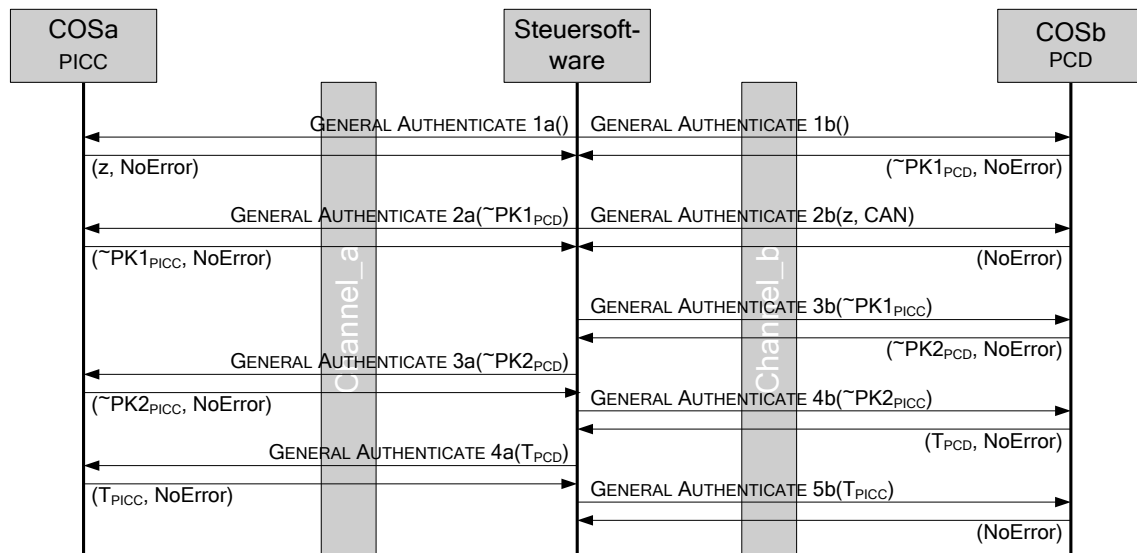 COSa
PICC
Steuersoft-
ware
COSb
PCD
GENERAL AUTHENTICATE 1a()
GENERAL AUTHENTICATE 1b()
(z, NoError)
(~PK1PCD, NoError)
GENERAL AUTHENTICATE 2a(~PK1PCD)
GENERAL AUTHENTICATE 2b(z, CAN)
(~PK1PICC, NoError)
(NoError)
Channel_a
Channel_b
GENERAL AUTHENTICATE 3b(~PK1PICC)
(~PK2PCD, NoError)
GENERAL AUTHENTICATE 3a(~PK2PCD)
(~PK2PICC, NoError)
GENERAL AUTHENTICATE 4b(~PK2PICC)
(TPCD, NoError)
GENERAL AUTHENTICATE 4a(TPCD)
(TPICC, NoError)
GENERAL AUTHENTICATE 5b(TPICC)
(NoError)